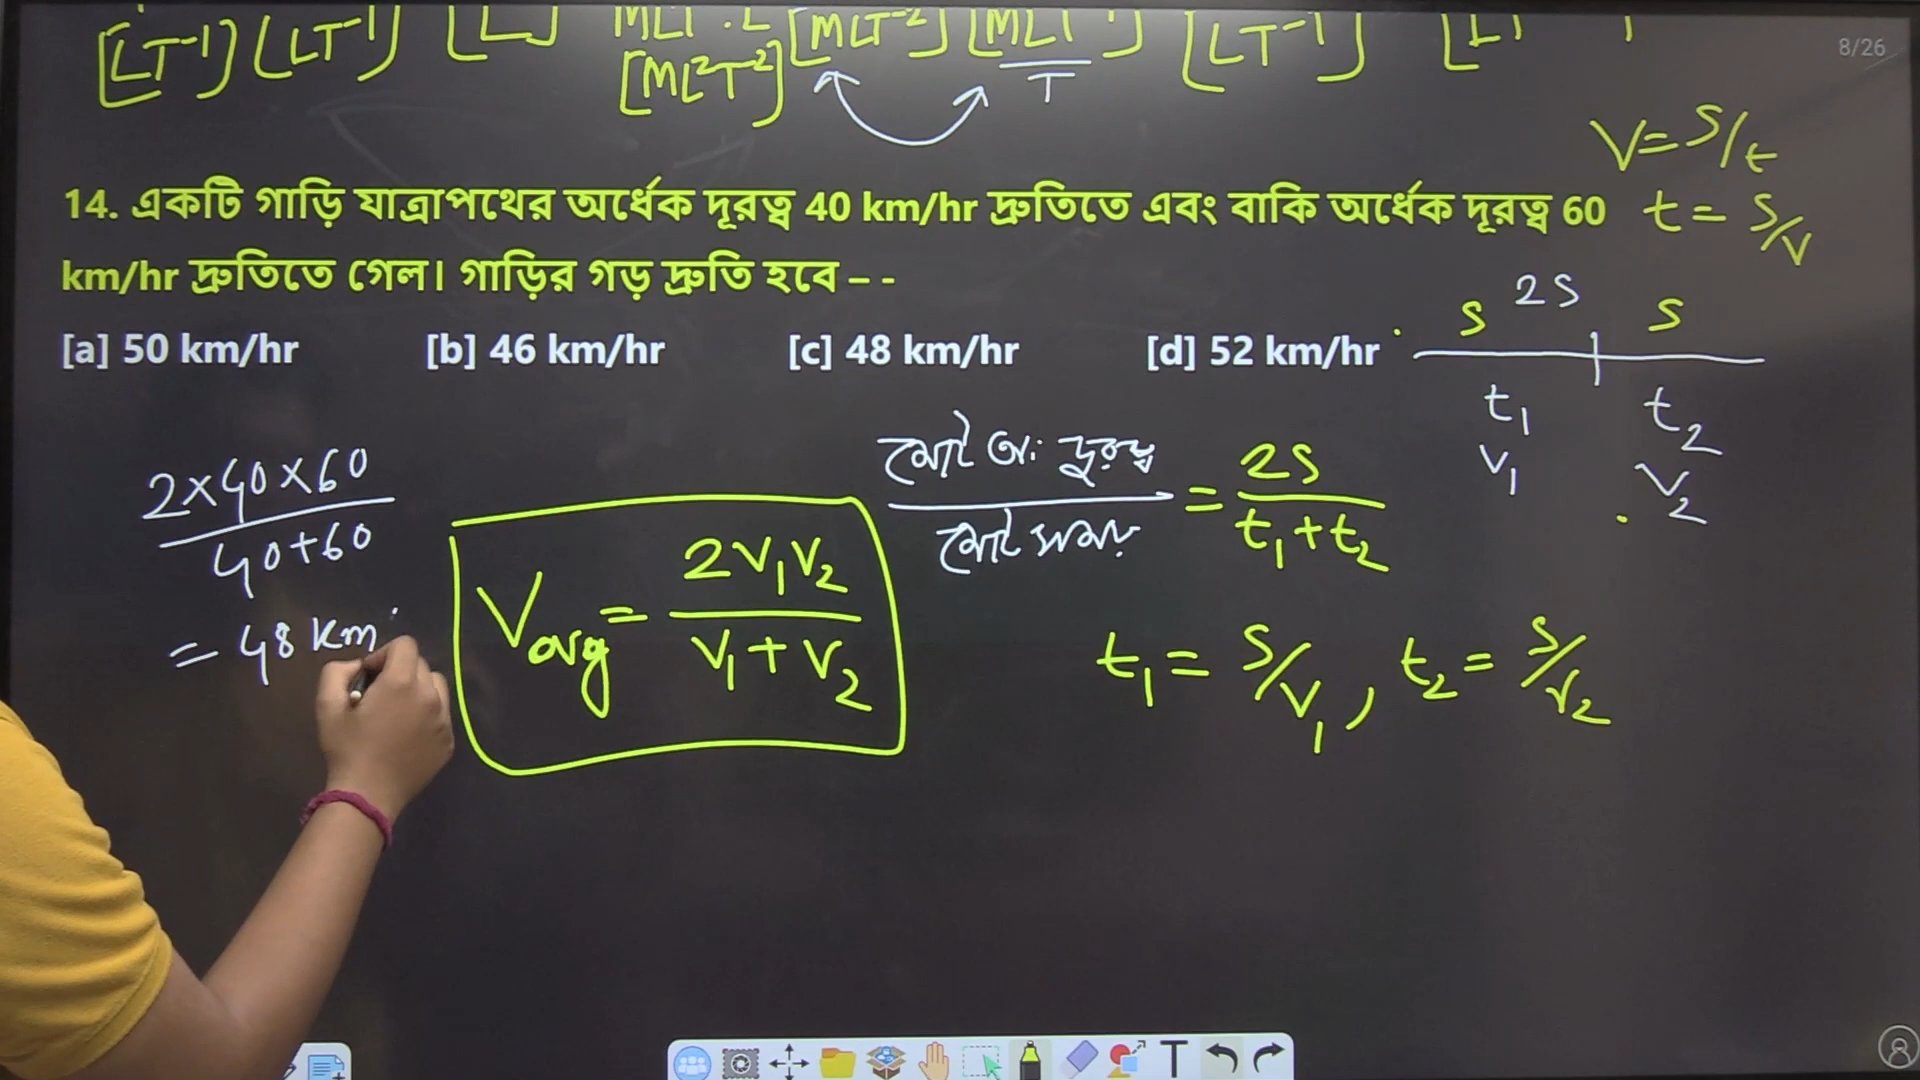 [LT⁻¹] [LT⁻¹] [L] [MLT⁻²] [LT⁻¹]
[ML²T⁻²] T
8/26
V = S/t
t = S/V
14. একটি গাড়ি যাত্রাপথের অর্ধেক দূরত্ব 40 km/hr দ্রুতিতে এবং বাকি অর্ধেক দূরত্ব 60
km/hr দ্রুতিতে গেল। গাড়ির গড় দ্রুতি হবে – -
[a] 50 km/hr [b] 46 km/hr [c] 48 km/hr [d] 52 km/hr
2S
S S
t₁ t₂
V₁ V₂
2×40×60
40+60
= 48 km
Vavg = 2V₁V₂
V₁ + V₂
মোট অঃ দূরত্ব = 2S
মোট সময় t₁ + t₂
t₁ = S/V₁, t₂ = S/V₂
T